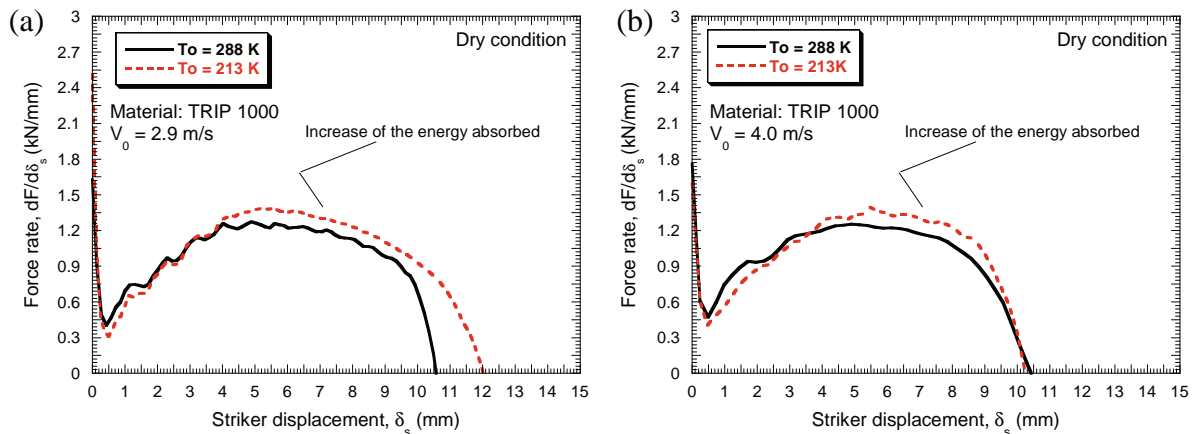 (a)
3
2.7
2.4
2.1
1.8
1.5
1.2
0.9
0.6
0.3
0
Force rate, dF/dδs (kN/mm)
To = 288 K
To = 213 K
Dry condition
Material: TRIP 1000
V0 = 2.9 m/s
Increase of the energy absorbed
0 1 2 3 4 5 6 7 8 9 10 11 12 13 14 15
Striker displacement, δs (mm)
(b)
3
2.7
2.4
2.1
1.8
1.5
1.2
0.9
0.6
0.3
0
Force rate, dF/dδs (kN/mm)
To = 288 K
To = 213K
Dry condition
Material: TRIP 1000
V0 = 4.0 m/s
Increase of the energy absorbed
0 1 2 3 4 5 6 7 8 9 10 11 12 13 14 15
Striker displacement, δs (mm)